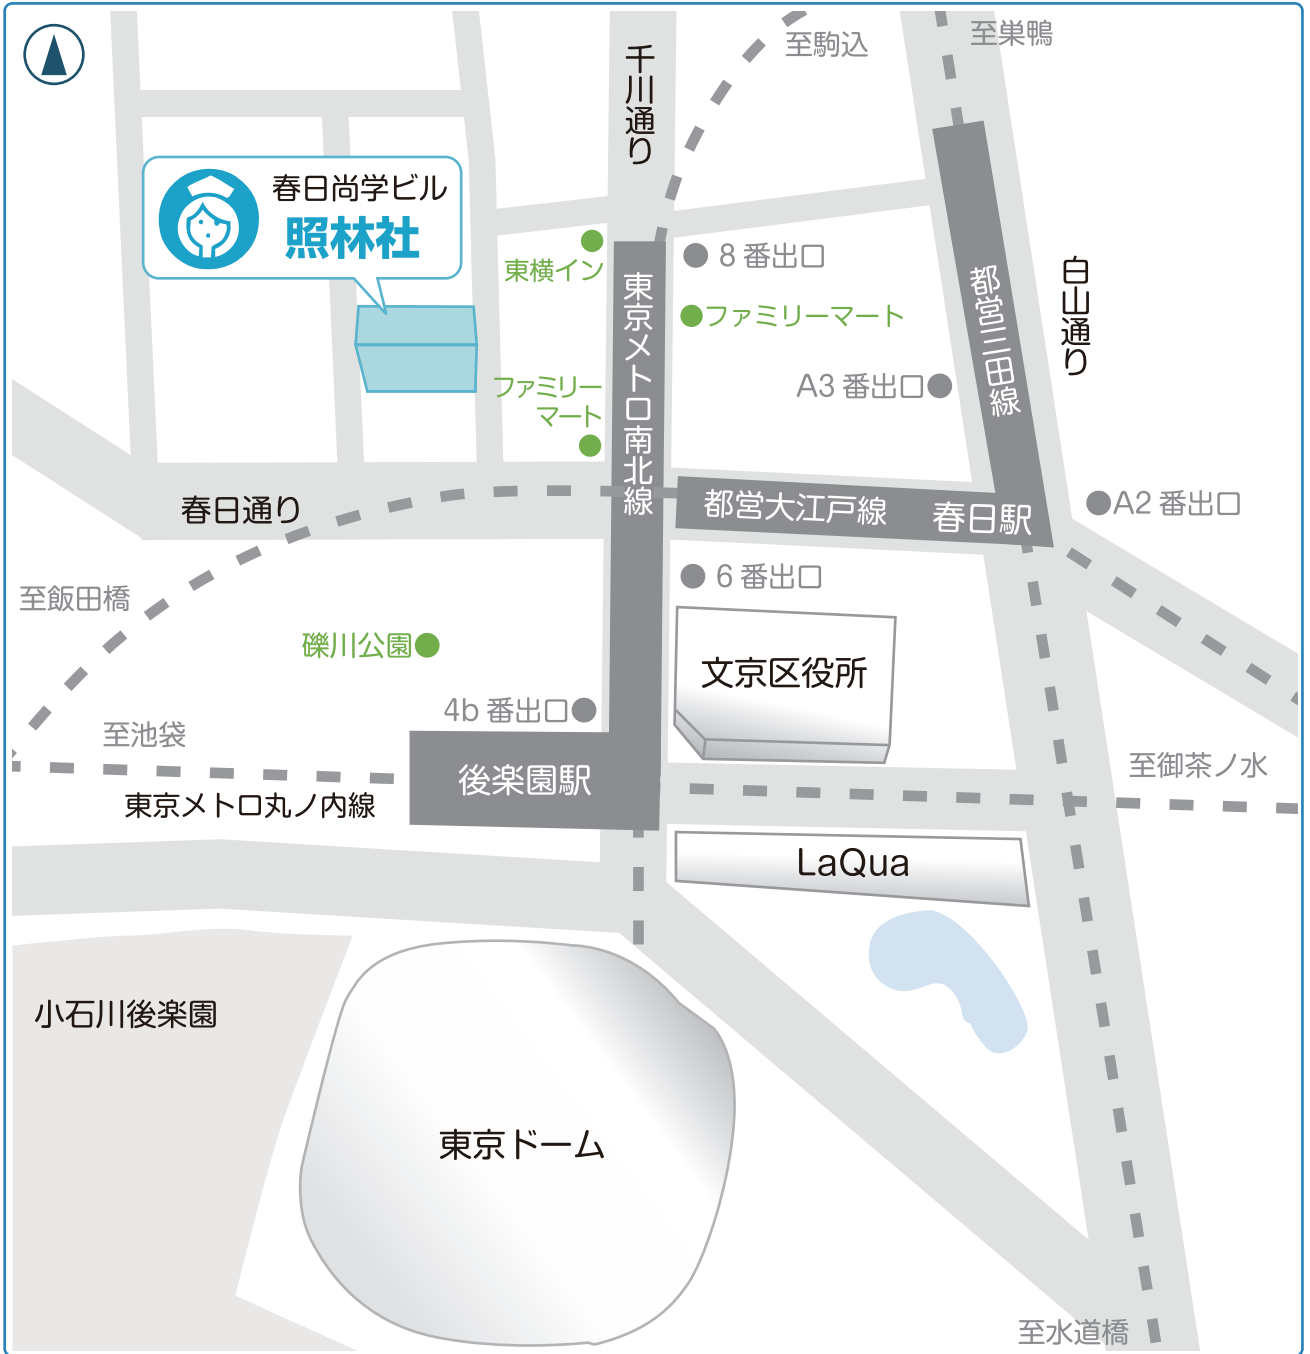 至駒込
至巣鴨
千川通り
春日尚学ビル
照林社
東横イン
8 番出口
東京メトロ南北線
ファミリーマート
都営三田線
白山通り
A3 番出口
ファミリー
マート
春日通り
都営大江戸線
春日駅
A2 番出口
6 番出口
至飯田橋
礫川公園
文京区役所
4b 番出口
至池袋
後楽園駅
至御茶ノ水
東京メトロ丸ノ内線
LaQua
小石川後楽園
東京ドーム
至水道橋